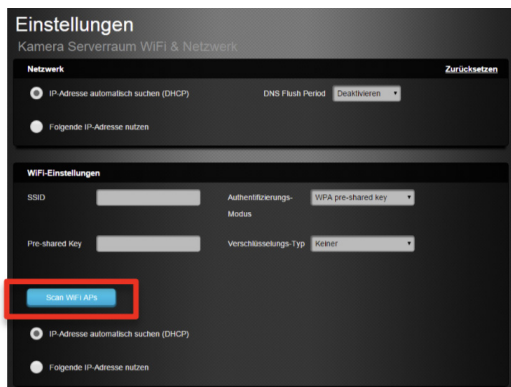 Einstellungen
Kamera Serverraum WiFi & Netzwerk
Netzwerk Zurücksetzen
IP-Adresse automatisch suchen (DHCP) DNS Flush Period Deaktivieren
Folgende IP-Adresse nutzen
WiFi-Einstellungen
SSID Authentifizierungs-Modus WPA pre-shared key
Pre-shared Key Verschlüsselungs-Typ Keiner
Scan WiFi APs
IP-Adresse automatisch suchen (DHCP)
Folgende IP-Adresse nutzen